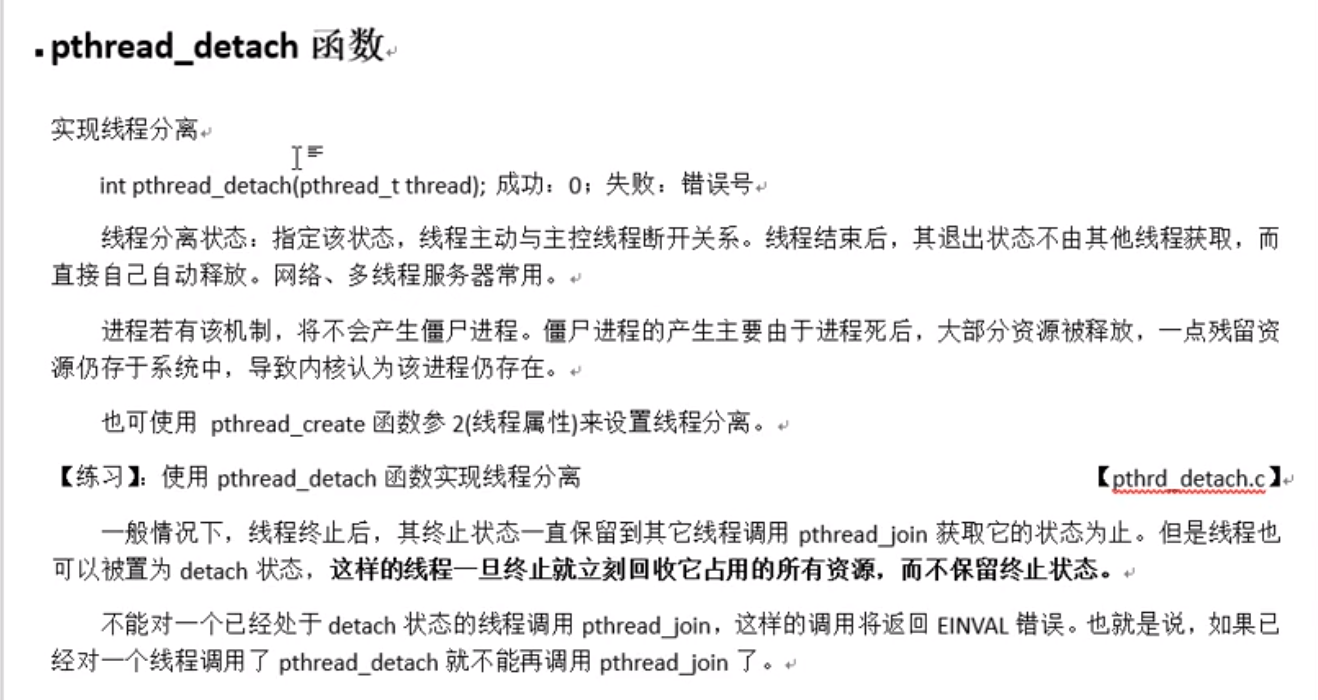 pthread_detach 函数
实现线程分离
int pthread_detach(pthread_t thread); 成功：0；失败：错误号
线程分离状态：指定该状态，线程主动与主控线程断开关系。线程结束后，其退出状态不由其他线程获取，而
直接自己自动释放。网络、多线程服务器常用。
进程若有该机制，将不会产生僵尸进程。僵尸进程的产生主要由于进程死后，大部分资源被释放，一点残留资
源仍存于系统中，导致内核认为该进程仍存在。
也可使用 pthread_create 函数参 2(线程属性)来设置线程分离。
【练习】：使用 pthread_detach 函数实现线程分离 【pthrd_detach.c】
一般情况下，线程终止后，其终止状态一直保留到其它线程调用 pthread_join 获取它的状态为止。但是线程也
可以被置为 detach 状态，这样的线程一旦终止就立刻回收它占用的所有资源，而不保留终止状态。
不能对一个已经处于 detach 状态的线程调用 pthread_join，这样的调用将返回 EINVAL 错误。也就是说，如果已
经对一个线程调用了 pthread_detach 就不能再调用 pthread_join 了。